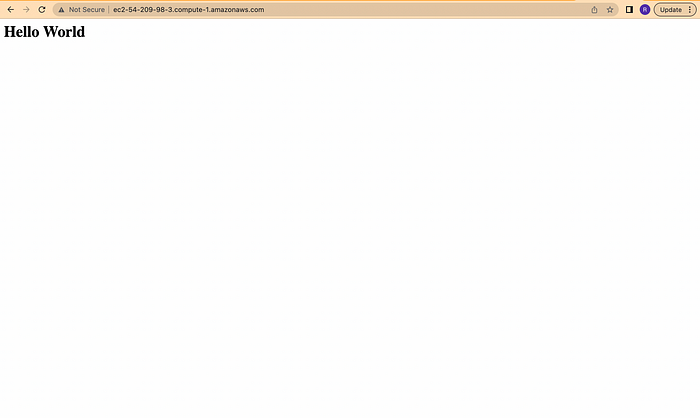 Not Secure | ec2-54-209-98-3.compute-1.amazonaws.com
R
Update
Hello World